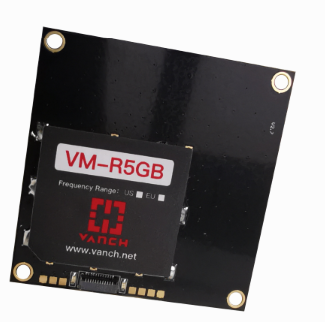 VM-R5GB
Frequency Range: US EU
VANCH
www.vanch.net